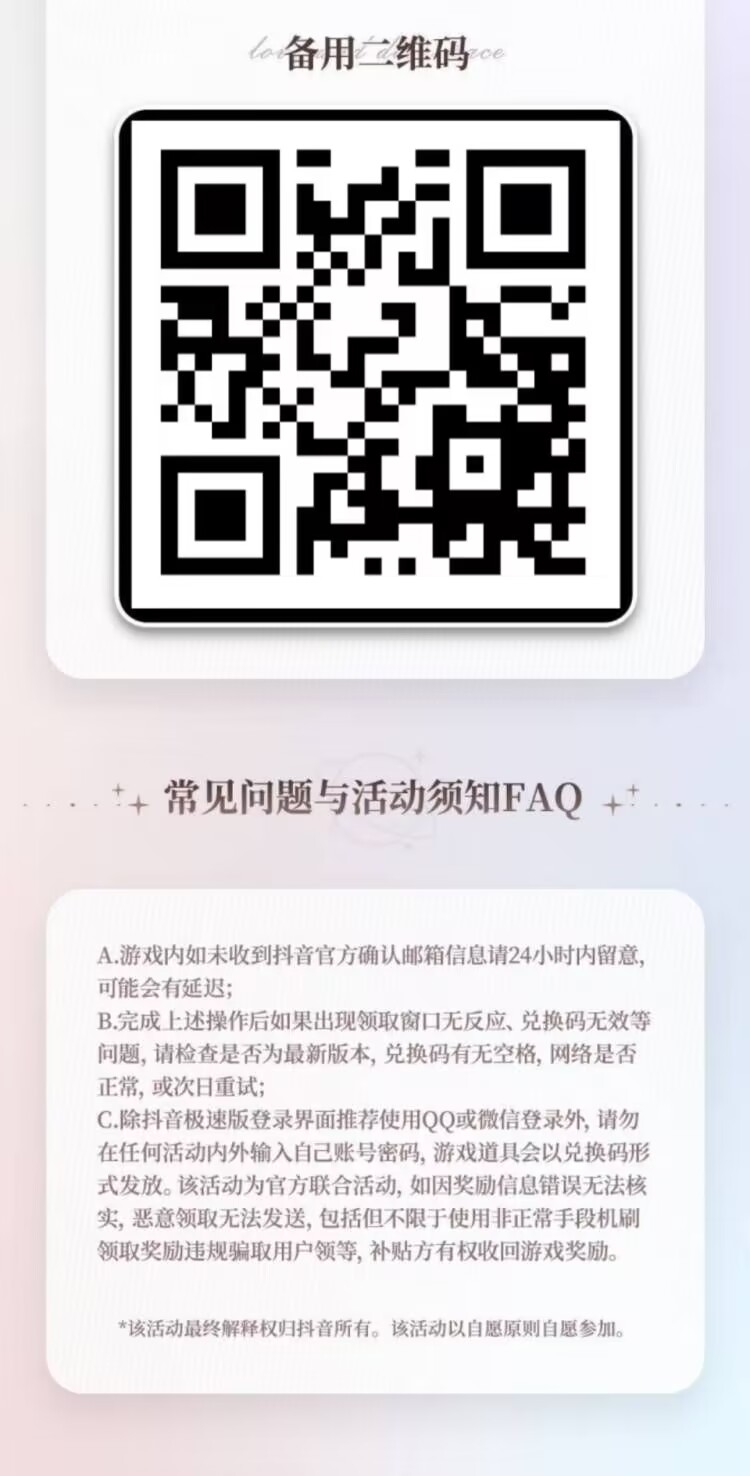 备用二维码
常见问题与活动须知FAQ
A.游戏内如未收到抖音官方确认邮箱信息请24小时内留意,
可能会有延迟;
B.完成上述操作后如果出现领取窗口无反应、兑换码无效等
问题, 请检查是否为最新版本, 兑换码有无空格, 网络是否
正常, 或次日重试;
C.除抖音极速版登录界面推荐使用QQ或微信登录外, 请勿
在任何活动内外输入自己账号密码, 游戏道具会以兑换码形
式发放。该活动为官方联合活动, 如因奖励信息错误无法核
实, 恶意领取无法发送, 包括但不限于使用非正常手段机刷
领取奖励违规骗取用户领等, 补贴方有权收回游戏奖励。
*该活动最终解释权归抖音所有。该活动以自愿原则自愿参加。